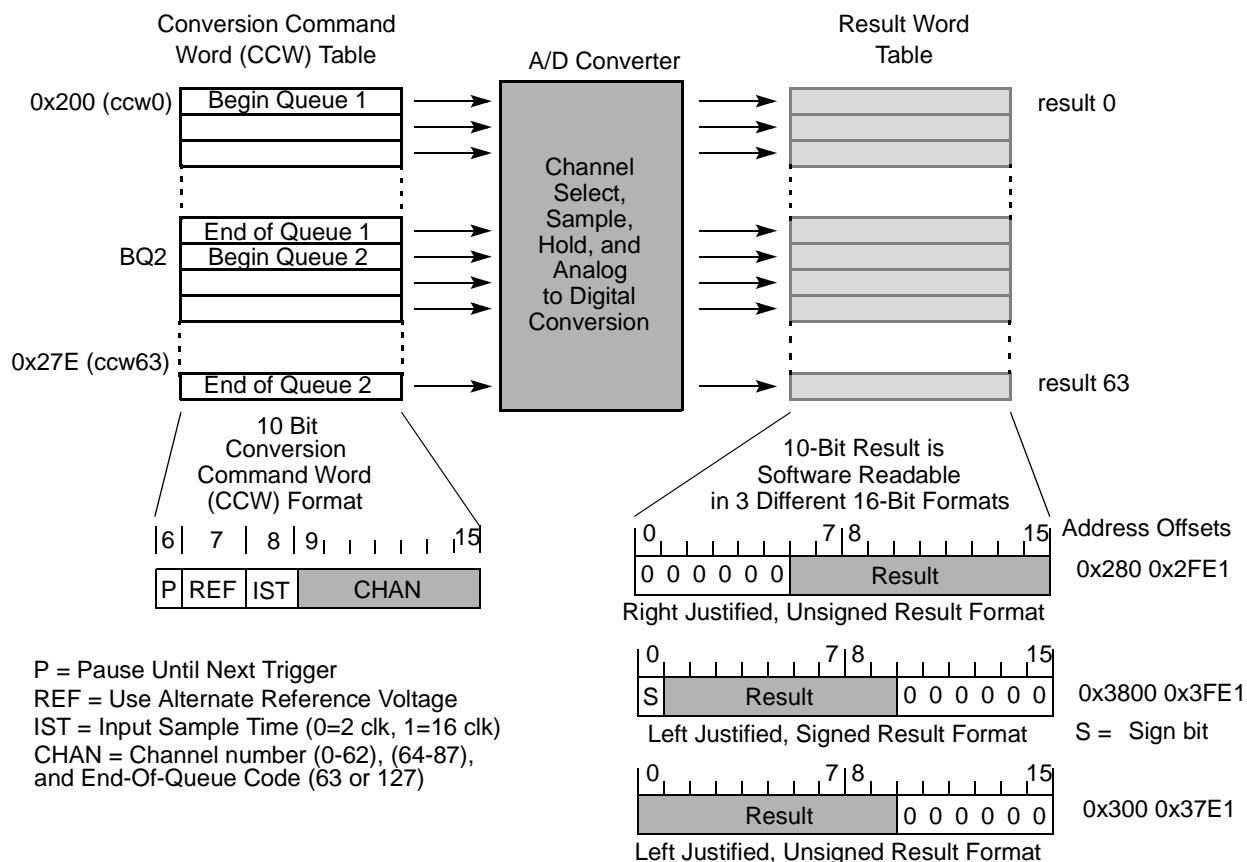 Conversion Command
Word (CCW) Table
A/D Converter
Result Word
Table
0x200 (ccw0)
Begin Queue 1
result 0
Channel
Select,
Sample,
Hold, and
Analog
to Digital
Conversion
End of Queue 1
BQ2
Begin Queue 2
0x27E (ccw63)
End of Queue 2
result 63
10 Bit
Conversion
Command Word
(CCW) Format
6 7 8 9 15
P REF IST CHAN
P = Pause Until Next Trigger
REF = Use Alternate Reference Voltage
IST = Input Sample Time (0=2 clk, 1=16 clk)
CHAN = Channel number (0-62), (64-87),
and End-Of-Queue Code (63 or 127)
10-Bit Result is
Software Readable
in 3 Different 16-Bit Formats
0 7 8 15
Address Offsets
0 0 0 0 0 0 Result
0x280 0x2FE1
Right Justified, Unsigned Result Format
0 7 8 15
S Result 0 0 0 0 0 0
0x3800 0x3FE1
Left Justified, Signed Result Format
S = Sign bit
0 7 8 15
Result 0 0 0 0 0 0
0x300 0x37E1
Left Justified, Unsigned Result Format